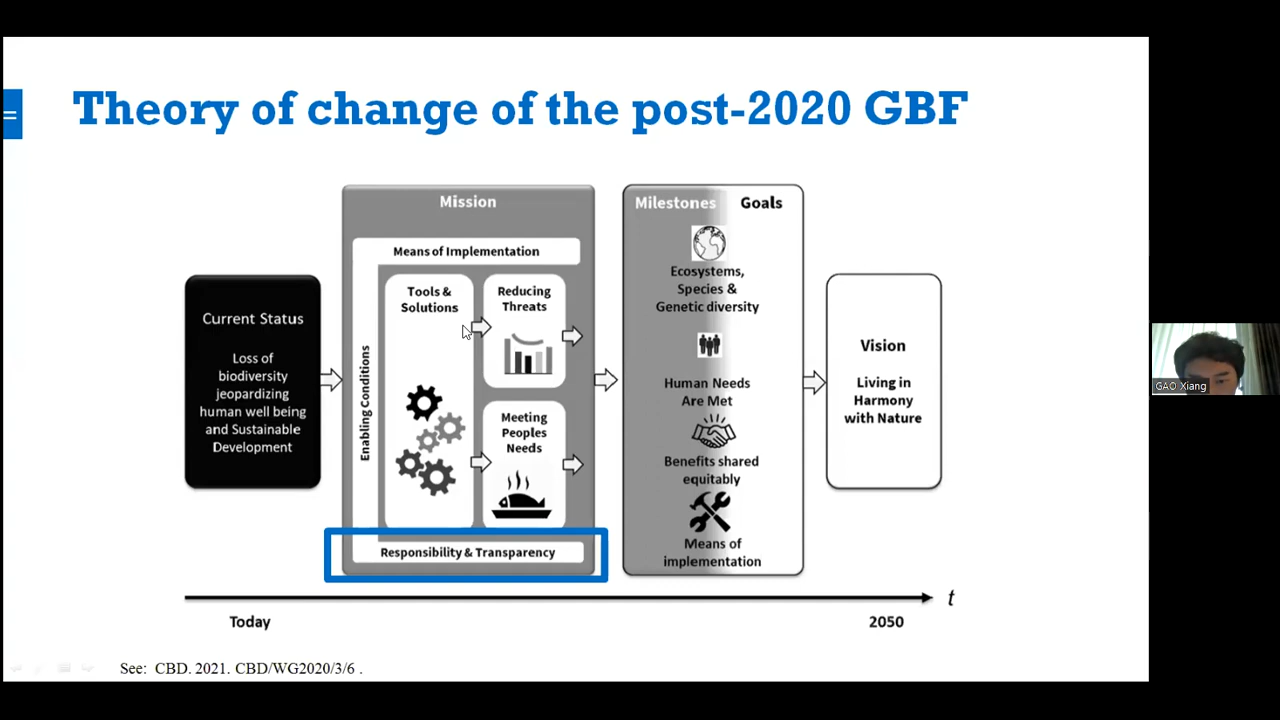 Theory of change of the post-2020 GBF
Current Status
Loss of
biodiversity
jeopardizing
human well being
and Sustainable
Development
Mission
Means of Implementation
Enabling Conditions
Tools &
Solutions
Reducing
Threats
Meeting
Peoples
Needs
Responsibility & Transparency
Milestones Goals
Ecosystems,
Species &
Genetic diversity
Human Needs
Are Met
Benefits shared
equitably
Means of
implementation
Vision
Living in
Harmony
with Nature
t
Today
2050
See: CBD. 2021. CBD/WG2020/3/6 .
GAO Xiang